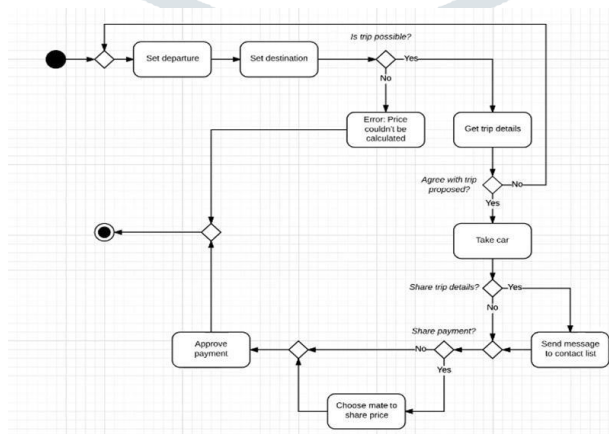 Is trip possible?
Set departure
Set destination
Yes
No
Error: Price
couldn't be
calculated
Get trip details
Agree with trip
proposed?
No
Yes
Take car
Share trip details?
Yes
No
Share payment?
Approve
payment
No
Yes
Send message
to contact list
Choose mate to
share price